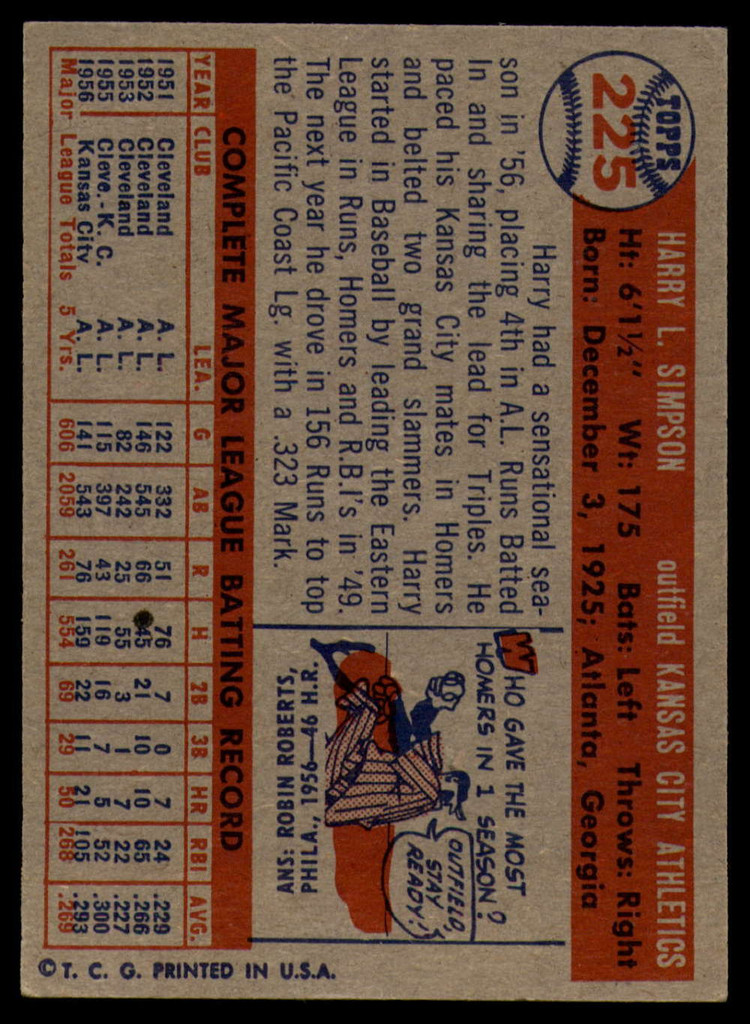 TOPPS
225
HARRY L. SIMPSON outfield KANSAS CITY ATHLETICS
Ht: 6'1½" Wt: 175 Bats: Left Throws: Right
Born: December 3, 1925; Atlanta, Georgia
Harry had a sensational sea-
son in '56, placing 4th in A.L. Runs Batted
In and sharing the lead for Triples. He
paced his Kansas City mates in Homers
and belted two grand slammers. Harry
started in Baseball by leading the Eastern
League in Runs, Homers and R.B.I's in '49.
The next year he drove in 156 Runs to top
the Pacific Coast Lg. with a .323 Mark.
WHO GAVE THE MOST
HOMERS IN 1 SEASON?
OUTFIELD,
STAY
READY!
ANS: ROBIN ROBERTS,
PHILA., 1956—46 H.R.
COMPLETE MAJOR LEAGUE BATTING RECORD
YEAR CLUB LEA. G AB R H 2B 3B HR RBI AVG.
1951 Cleveland A. L. 122 332 51 76 7 0 7 24 .229
1952 Cleveland A. L. 146 545 66 45 21 10 10 65 .266
1953 Cleveland A. L. 82 242 25 55 3 1 7 22 .227
1955 Cleve.- K. C. A. L. 115 397 43 119 16 7 5 52 .300
1956 Kansas City A. L. 141 543 76 159 22 11 21 105 .293
Major League Totals 5 Yrs. 606 2059 261 554 69 29 50 268 .269
© T. C. G. PRINTED IN U.S.A.